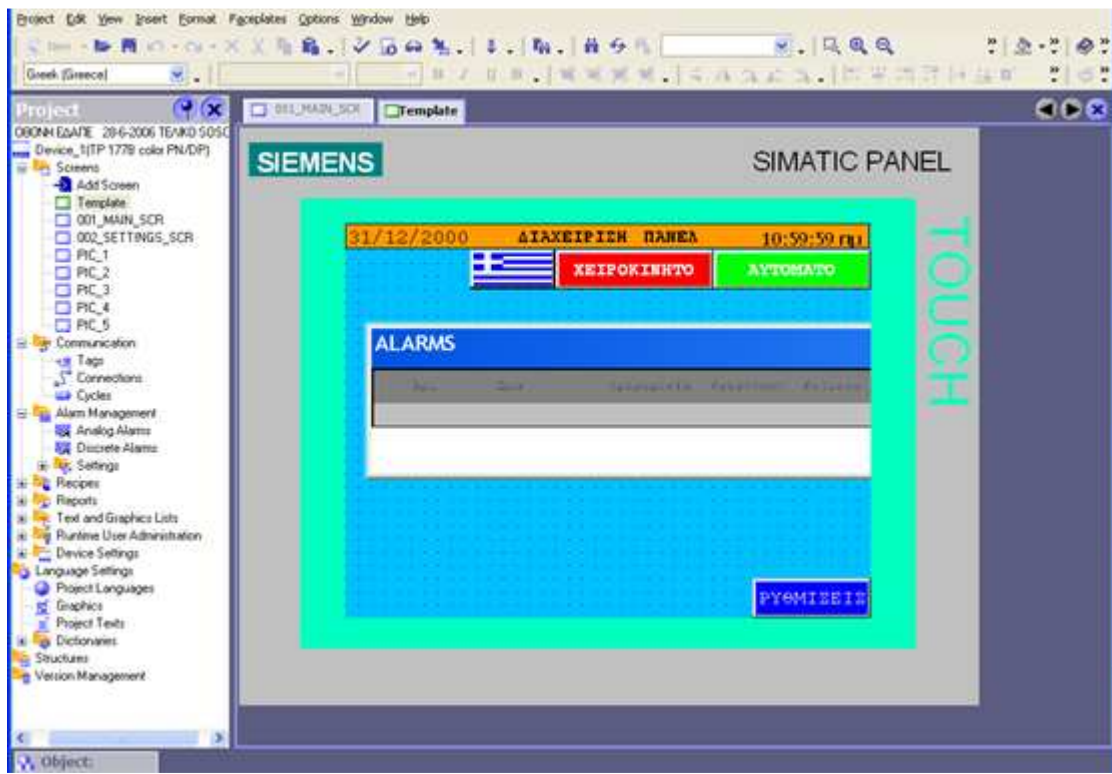 Project Edit View Insert Format Faceplates Options Window Help
New
Greek (Greece)
Project
001_MAIN_SCR
Template
ΟΘΟΝΗ ΕΔΑΠΕ 28-6-2006 ΤΕΛΙΚΟ
Device_1(TP 177B color PN/DP)
Screens
Add Screen
Template
001_MAIN_SCR
002_SETTINGS_SCR
PIC_1
PIC_2
PIC_3
PIC_4
PIC_5
Communication
Tags
Connections
Cycles
Alarm Management
Analog Alarms
Discrete Alarms
Settings
Recipes
Reports
Text and Graphics Lists
Runtime User Administration
Device Settings
Language Settings
Project Languages
Graphics
Project Texts
Dictionaries
Structures
Version Management
Object:
SIEMENS
SIMATIC PANEL
TOUCH
31/12/2000 ΔΙΑΧΕΙΡΙΣΗ ΠΑΝΕΛ 10:59:59 πμ
ΧΕΙΡΟΚΙΝΗΤΟ
ΑΥΤΟΜΑΤΟ
ALARMS
ΡΥΘΜΙΣΕΙΣ